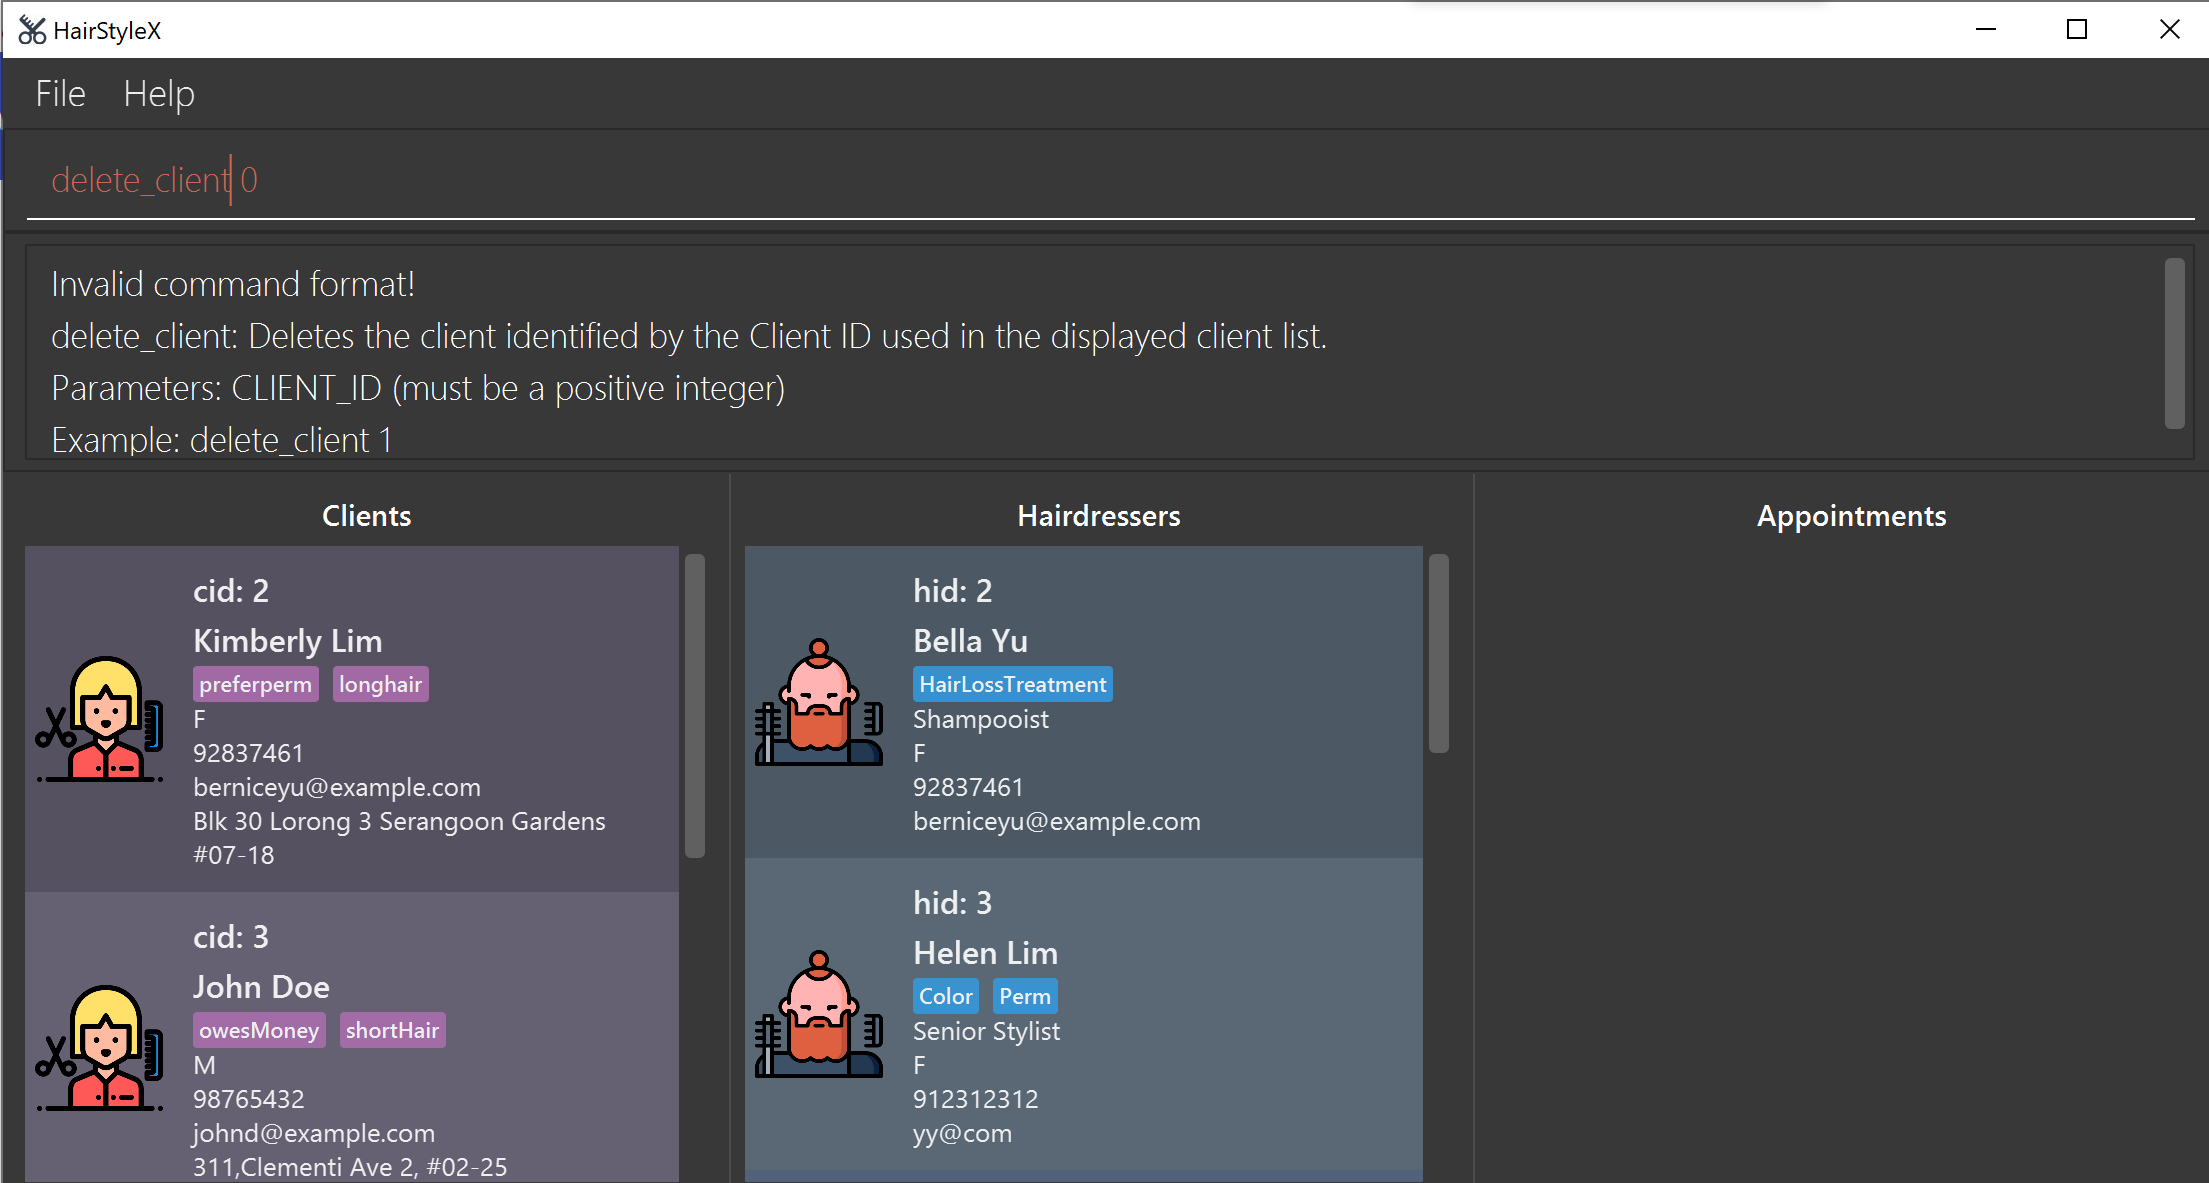 HairStyleX
File Help
delete_client 0
Invalid command format!
delete_client: Deletes the client identified by the Client ID used in the displayed client list.
Parameters: CLIENT_ID (must be a positive integer)
Example: delete_client 1
Clients
cid: 2
Kimberly Lim
preferperm longhair
F
92837461
berniceyu@example.com
Blk 30 Lorong 3 Serangoon Gardens
#07-18
cid: 3
John Doe
owesMoney shortHair
M
98765432
johnd@example.com
311,Clementi Ave 2, #02-25
Hairdressers
hid: 2
Bella Yu
HairLossTreatment
Shampooist
F
92837461
berniceyu@example.com
hid: 3
Helen Lim
Color Perm
Senior Stylist
F
912312312
yy@com
Appointments